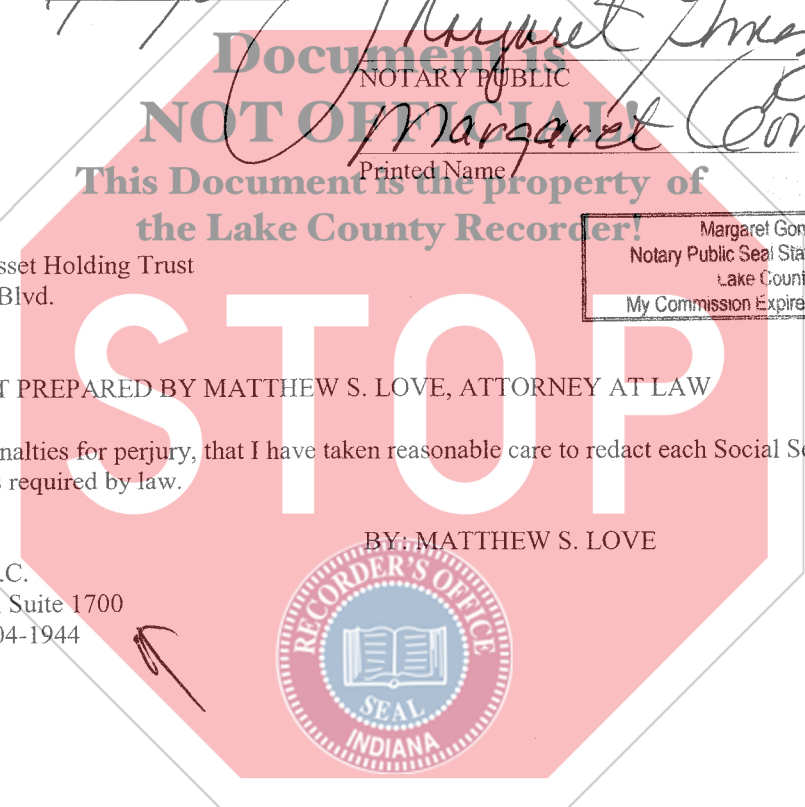 Document is
Margaret
NOTARY PUBLIC
NOT OFFICIAL!
Margaret
Printed Name
This Document is the property of
the Lake County Recorder!
Margaret Gon
Notary Public Seal Sta
Lake Count
My Commission Expire
sset Holding Trust
Blvd.
STOP
T PREPARED BY MATTHEW S. LOVE, ATTORNEY AT LAW
nalties for perjury, that I have taken reasonable care to redact each Social Se
s required by law.
BY: MATTHEW S. LOVE
.C.
Suite 1700
04-1944
RECORDER'S OFFICE
SEAL
INDIANA